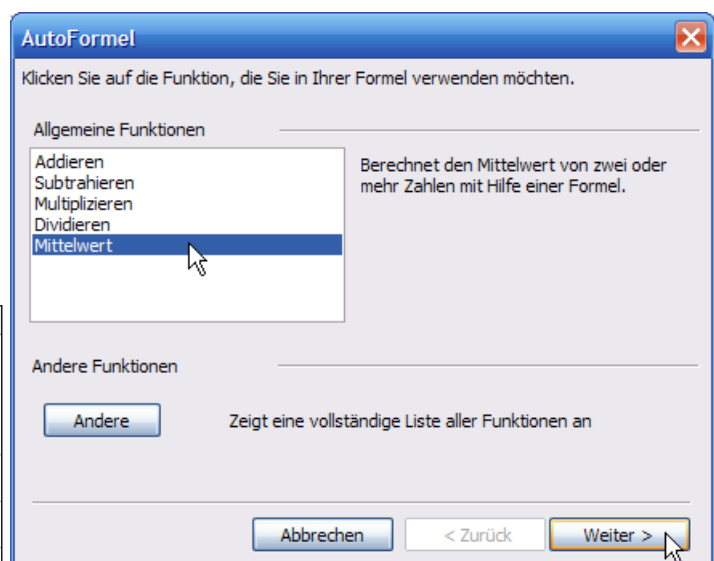 AutoFormel
Klicken Sie auf die Funktion, die Sie in Ihrer Formel verwenden möchten.
Allgemeine Funktionen
Addieren
Subtrahieren
Multiplizieren
Dividieren
Mittelwert
Berechnet den Mittelwert von zwei oder
mehr Zahlen mit Hilfe einer Formel.
Andere Funktionen
Andere
Zeigt eine vollständige Liste aller Funktionen an
Abbrechen
< Zurück
Weiter >